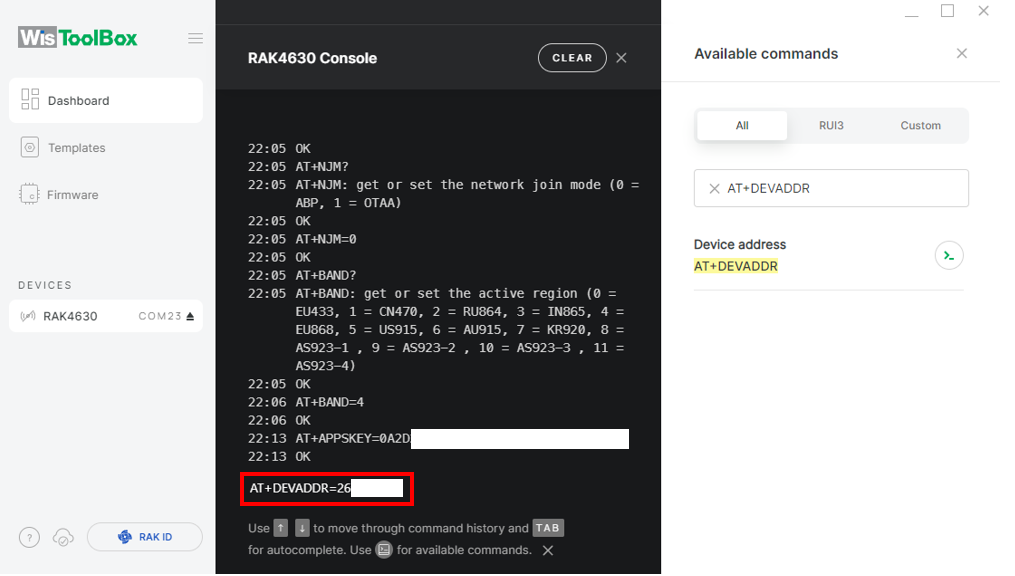 WisToolBox
Dashboard
Templates
Firmware
DEVICES
RAK4630 COM23
? RAK ID
RAK4630 Console CLEAR
22:05 OK
22:05 AT+NJM?
22:05 AT+NJM: get or set the network join mode (0 =
ABP, 1 = OTAA)
22:05 OK
22:05 AT+NJM=0
22:05 OK
22:05 AT+BAND?
22:05 AT+BAND: get or set the active region (0 =
EU433, 1 = CN470, 2 = RU864, 3 = IN865, 4 =
EU868, 5 = US915, 6 = AU915, 7 = KR920, 8 =
AS923-1 , 9 = AS923-2 , 10 = AS923-3 , 11 =
AS923-4)
22:05 OK
22:06 AT+BAND=4
22:06 OK
22:13 AT+APPSKEY=0A2D
22:13 OK
AT+DEVADDR=26
Use ↑ ↓ to move through command history and TAB
for autocomplete. Use for available commands.
Available commands
All RUI3 Custom
AT+DEVADDR
Device address
AT+DEVADDR